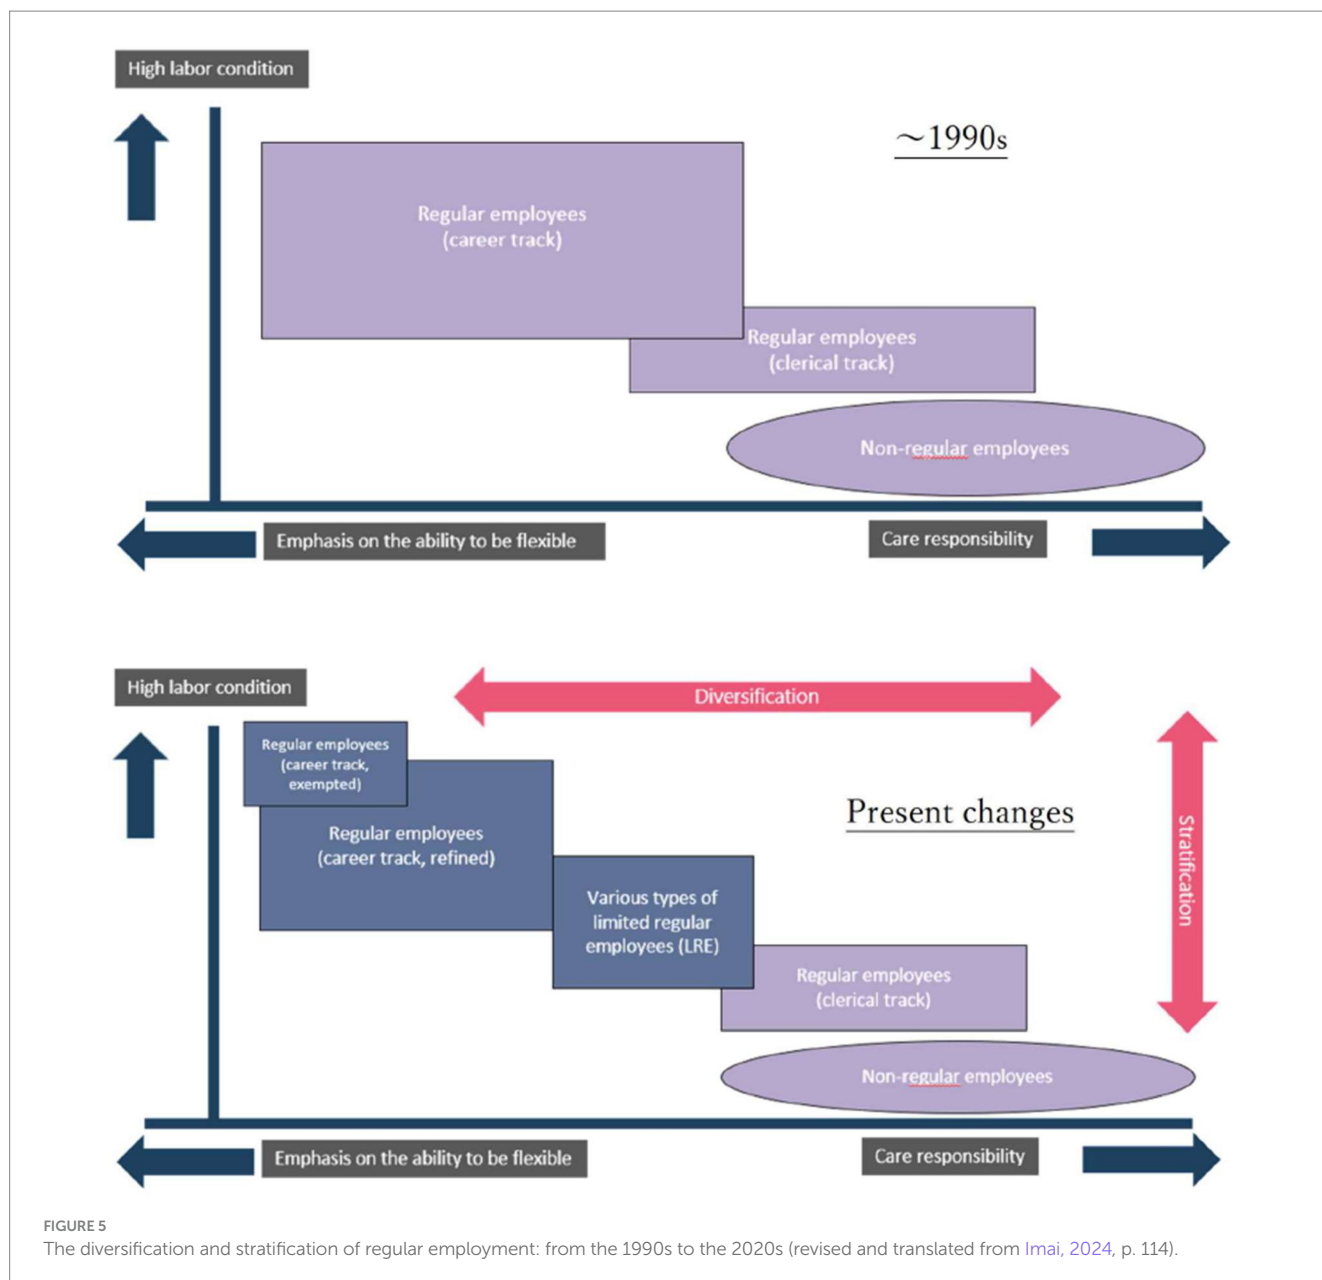 High labor condition
~1990s
Regular employees
(career track)
Regular employees
(clerical track)
Non-regular employees
Emphasis on the ability to be flexible
Care responsibility
High labor condition
Diversification
Regular employees
(career track,
exempted)
Present changes
Regular employees
(career track, refined)
Stratification
Various types of
limited regular
employees (LRE)
Regular employees
(clerical track)
Non-regular employees
Emphasis on the ability to be flexible
Care responsibility
FIGURE 5
The diversification and stratification of regular employment: from the 1990s to the 2020s (revised and translated from Imai, 2024, p. 114).